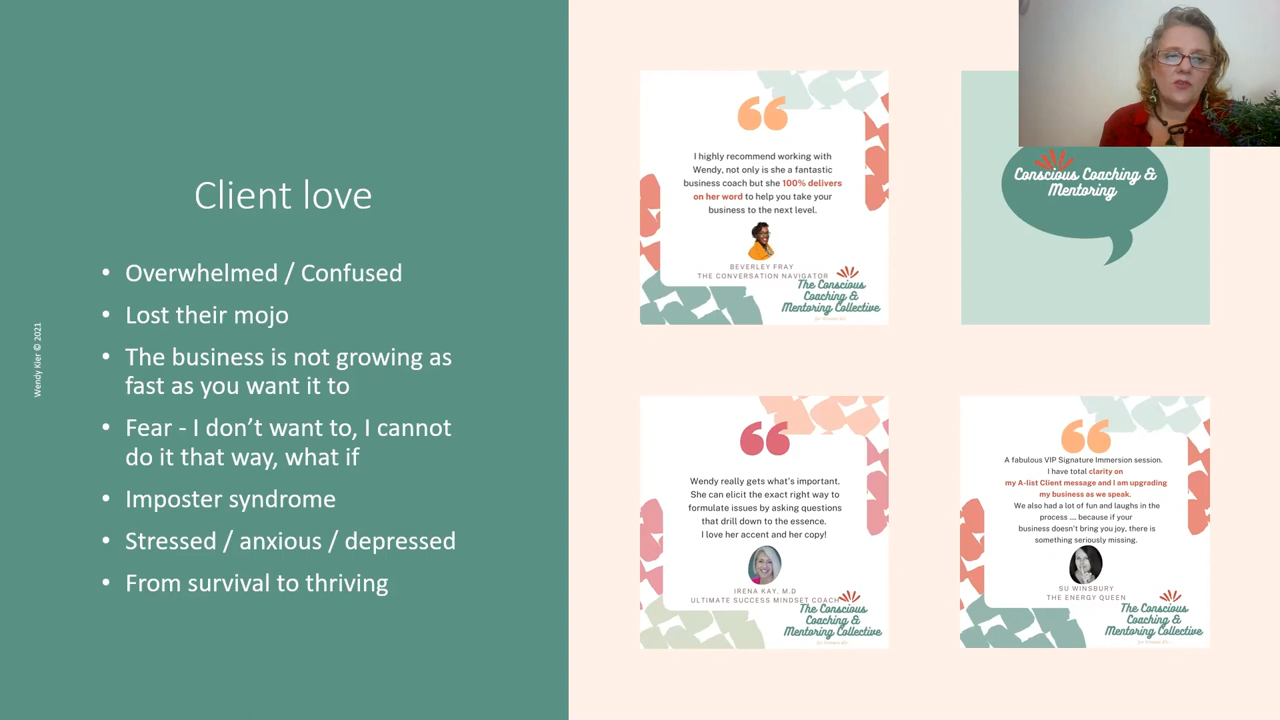 Client love
• Overwhelmed / Confused
• Lost their mojo
• The business is not growing as
fast as you want it to
• Fear - I don’t want to, I cannot
do it that way, what if
• Imposter syndrome
• Stressed / anxious / depressed
• From survival to thriving
Wendy Kier © 2021
“
I highly recommend working with
Wendy, not only is she a fantastic
business coach but she 100% delivers
on her word to help you take your
business to the next level.
BEVERLEY FRAY
THE CONVERSATION NAVIGATOR
The Conscious
Coaching &
Mentoring Collective
Conscious Coaching &
Mentoring
“
Wendy really gets what's important.
She can elicit the exact right way to
formulate issues by asking questions
that drill down to the essence.
I love her accent and her copy!
IRENA KAY, M.D
ULTIMATE SUCCESS MINDSET COACH
The Conscious
Coaching &
Mentoring Collective
“
A fabulous VIP Signature Immersion session.
I have total clarity on
my A-list Client message and I am upgrading
my business as we speak.
We also had a lot of fun and laughs in the
process .... because if your
business doesn't bring you joy, there is
something seriously missing.
SU WINSBURY
THE ENERGY QUEEN
The Conscious
Coaching &
Mentoring Collective